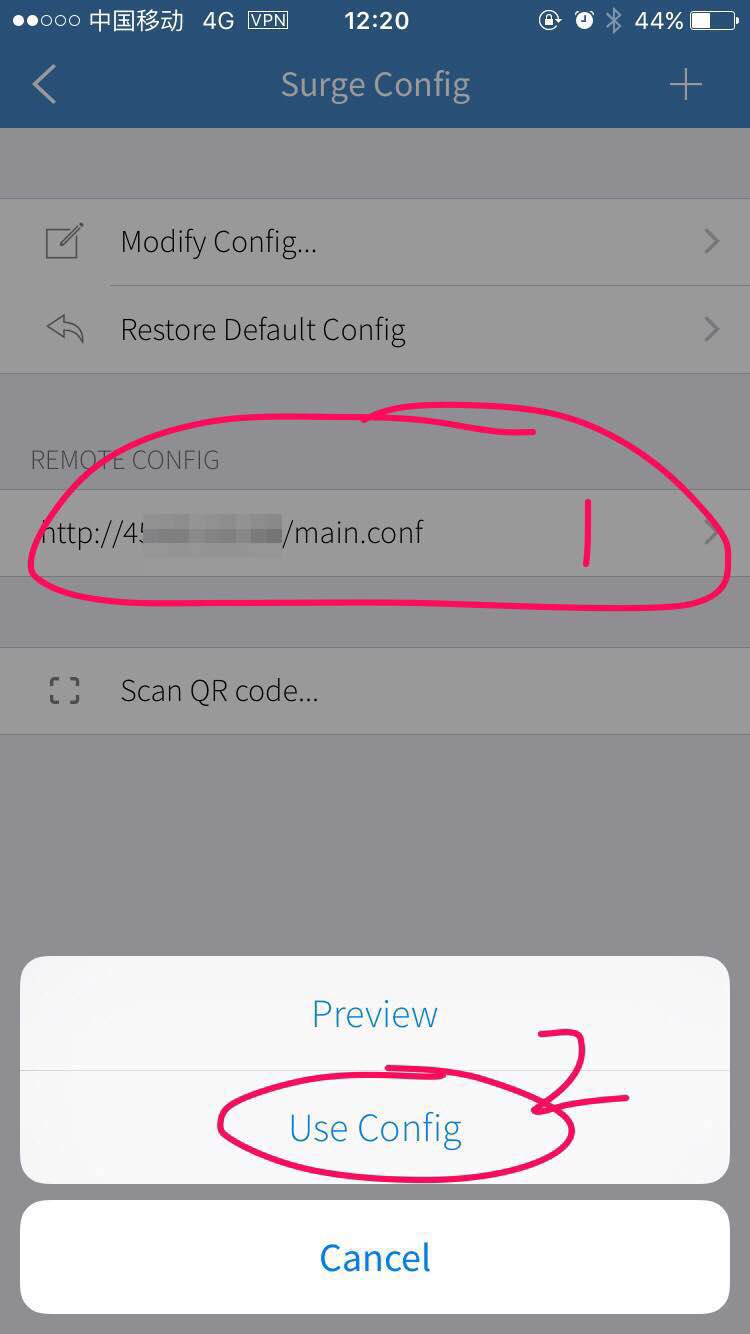 中国移动 4G VPN 12:20 44%
Surge Config
Modify Config...
Restore Default Config
REMOTE CONFIG
http://45 /main.conf
1
Scan QR code...
Preview
2
Use Config
Cancel